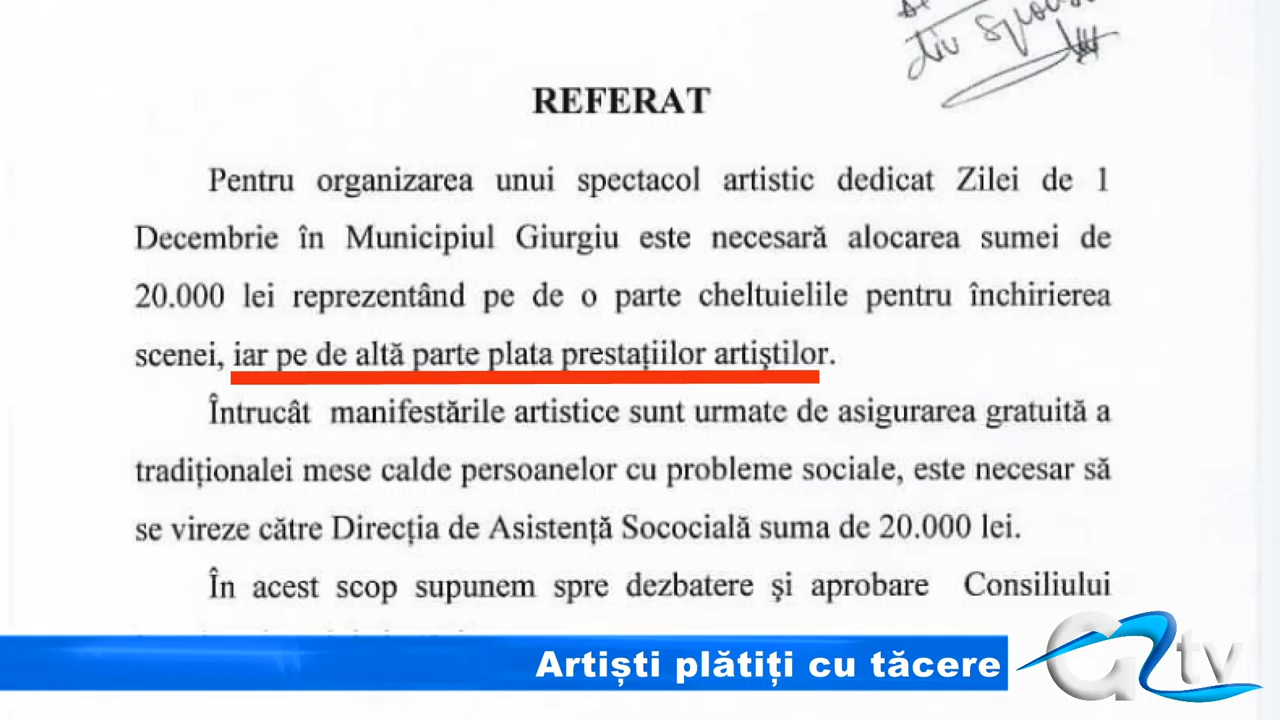 REFERAT
Pentru organizarea unui spectacol artistic dedicat Zilei de 1
Decembrie în Municipiul Giurgiu este necesară alocarea sumei de
20.000 lei reprezentând pe de o parte cheltuielile pentru închirierea
scenei, iar pe de altă parte plata prestațiilor artiştilor.
Întrucât manifestările artistice sunt urmate de asigurarea gratuită a
tradiționalei mese calde persoanelor cu probleme sociale, este necesar să
se vireze către Direcția de Asistență Sococială suma de 20.000 lei.
În acest scop supunem spre dezbatere şi aprobare Consiliului
Artiști plătiți cu tăcere
G tv